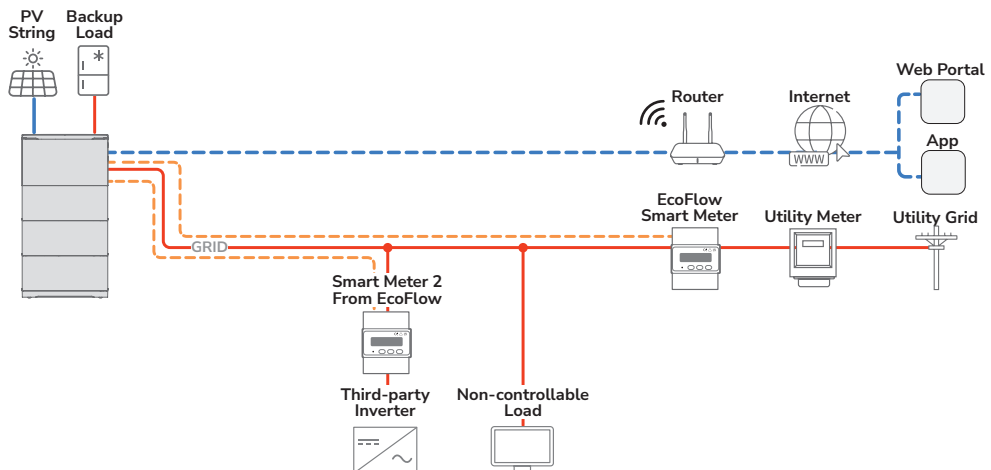 PV
String
Backup
Load
Router
Internet
WWW
Web Portal
App
EcoFlow
Smart Meter
Utility Meter
Utility Grid
GRID
Smart Meter 2
From EcoFlow
Third-party
Inverter
Non-controllable
Load